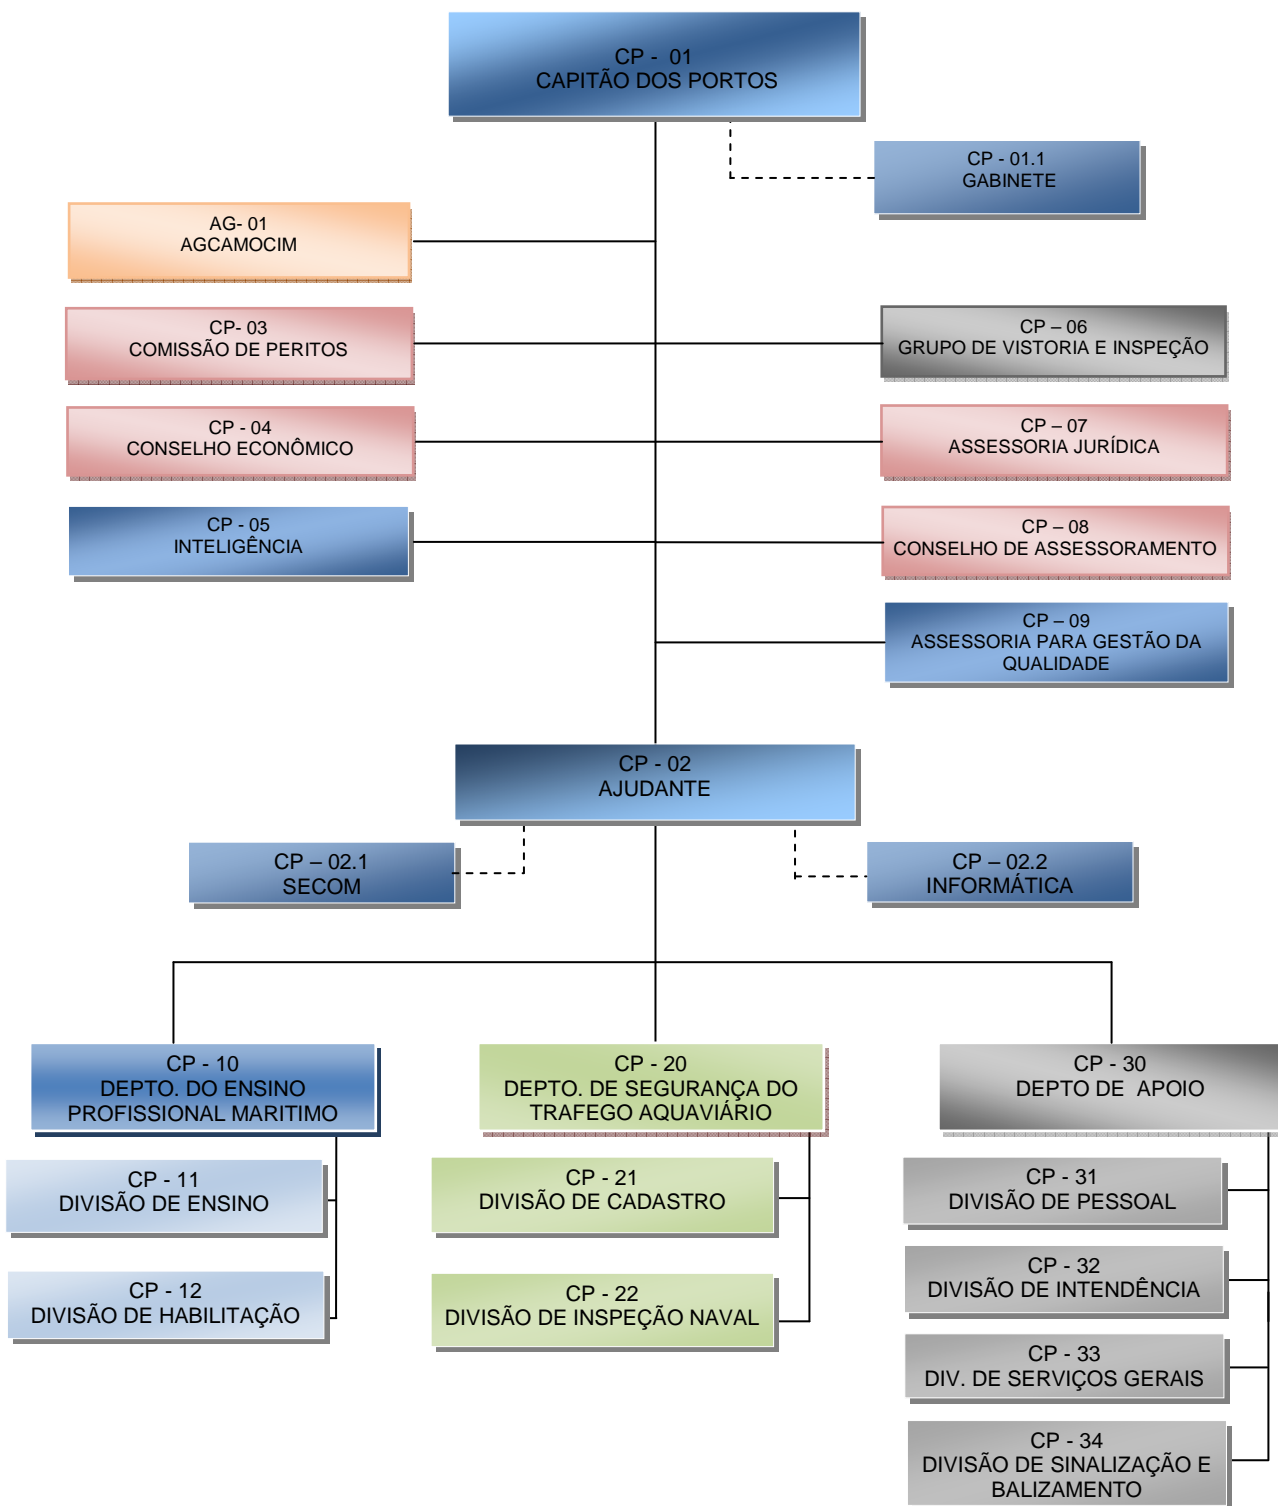 CP - 01
CAPITÃO DOS PORTOS
CP - 01.1
GABINETE
AG- 01
AGCAMOCIM
CP- 03
COMISSÃO DE PERITOS
CP – 06
GRUPO DE VISTORIA E INSPEÇÃO
CP - 04
CONSELHO ECONÔMICO
CP – 07
ASSESSORIA JURÍDICA
CP - 05
INTELIGÊNCIA
CP – 08
CONSELHO DE ASSESSORAMENTO
CP – 09
ASSESSORIA PARA GESTÃO DA
QUALIDADE
CP - 02
AJUDANTE
CP – 02.1
SECOM
CP – 02.2
INFORMÁTICA
CP - 10
DEPTO. DO ENSINO
PROFISSIONAL MARITIMO
CP - 20
DEPTO. DE SEGURANÇA DO
TRAFEGO AQUAVIÁRIO
CP - 30
DEPTO DE APOIO
CP - 11
DIVISÃO DE ENSINO
CP - 21
DIVISÃO DE CADASTRO
CP - 31
DIVISÃO DE PESSOAL
CP - 12
DIVISÃO DE HABILITAÇÃO
CP - 22
DIVISÃO DE INSPEÇÃO NAVAL
CP - 32
DIVISÃO DE INTENDÊNCIA
CP - 33
DIV. DE SERVIÇOS GERAIS
CP - 34
DIVISÃO DE SINALIZAÇÃO E
BALIZAMENTO